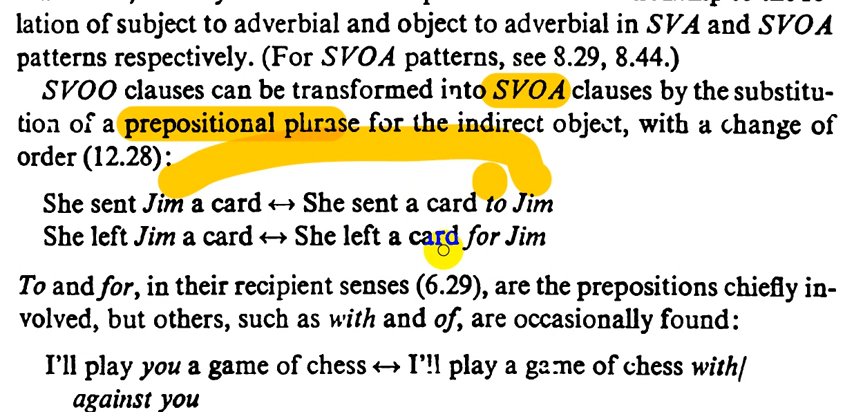 lation of subject to adverbial and object to adverbial in SVA and SVOA
patterns respectively. (For SVOA patterns, see 8.29, 8.44.)
SVOO clauses can be transformed into SVOA clauses by the substitu-
tion of a prepositional phrase for the indirect object, with a change of
order (12.28):
She sent Jim a card ↔ She sent a card to Jim
She left Jim a card ↔ She left a card for Jim
To and for, in their recipient senses (6.29), are the prepositions chiefly in-
volved, but others, such as with and of, are occasionally found:
I'll play you a game of chess ↔ I'll play a game of chess with/
against you